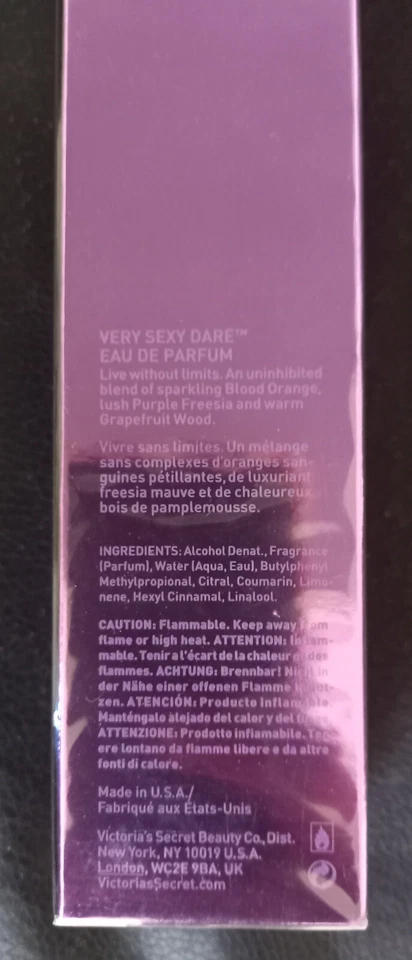 VERY SEXY DARE™
EAU DE PARFUM
Live without limits. An uninhibited
blend of sparkling Blood Orange,
lush Purple Freesia and warm
Grapefruit Wood.
Vivre sans limites. Un mélange
sans complexes d'oranges san-
guines pétillantes, de luxuriant
freesia mauve et de chaleureux
bois de pamplemousse.
INGREDIENTS: Alcohol Denat., Fragrance
(Parfum), Water (Aqua, Eau), Butylphenyl
Methylpropional, Citral, Coumarin, Limo-
nene, Hexyl Cinnamal, Linalool.
CAUTION: Flammable. Keep away from
flame or high heat. ATTENTION: Inflam-
mable. Tenir a l'écart de la chaleur et des
flammes. ACHTUNG: Brennbar! Nicht in
der Nähe einer offenen Flamme
zen. ATENCIÓN: Producto Inflamable.
Manténgalo alejado del calor y del
ATTENZIONE: Prodotto infiamabile. Ten-
ere lontano da fiamme libere e da altre
fonti di calore.
Made in U.S.A./
Fabriqué aux États-Unis
Victoria's Secret Beauty Co., Dist.
New York, NY 10019 U.S.A.
London, WC2E 9BA, UK
VictoriasSecret.com